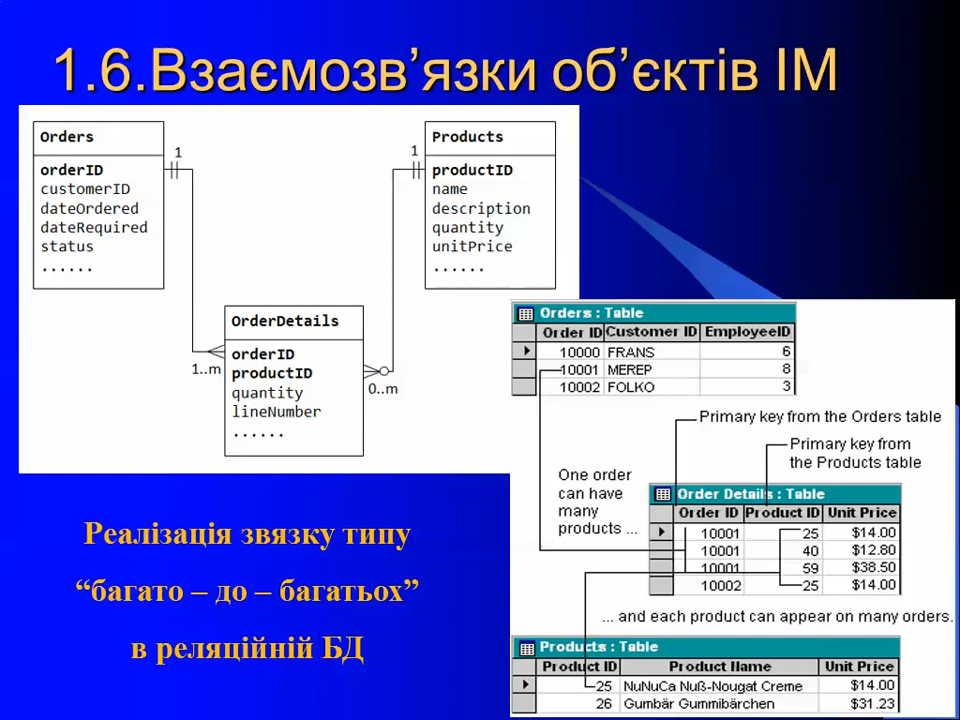 1.6.Взаємозв’язки об’єктів ІМ
Orders
orderID
customerID
dateOrdered
dateRequired
status
......
1
1
Products
productID
name
description
quantity
unitPrice
......
OrderDetails
orderID
productID
quantity
lineNumber
......
1..m
0..m
Orders : Table
Order ID Customer ID EmployeeID
10000 FRANS 6
10001 MEREP 8
10002 FOLKO 3
Primary key from the Orders table
Primary key from
the Products table
One order
can have
many
products ...
Order Details : Table
Order ID Product ID Unit Price
10001 25 $14.00
10001 40 $12.80
10001 59 $38.50
10002 25 $14.00
... and each product can appear on many orders.
Products : Table
Product ID Product Name Unit Price
25 NuNuCa Nuß-Nougat Creme $14.00
26 Gumbär Gummibärchen $31.23
Реалізація звязку типу
“багато – до – багатьох”
в реляційній БД